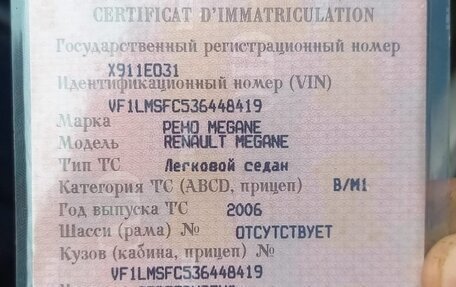 CERTIFICAT D'IMMATRICULATION
Государственный регистрационный номер
Х911ЕО31
Идентификационный номер (VIN)
VF1LMSFC536448419
Марка РЕНО MEGANE
Модель RENAULT MEGANE
Тип ТС Легковой седан
Категория ТС (ABCD, прицеп) B/M1
Год выпуска ТС 2006
Шасси (рама) № ОТСУТСТВУЕТ
Кузов (кабина, прицеп) №
VF1LMSFC536448419